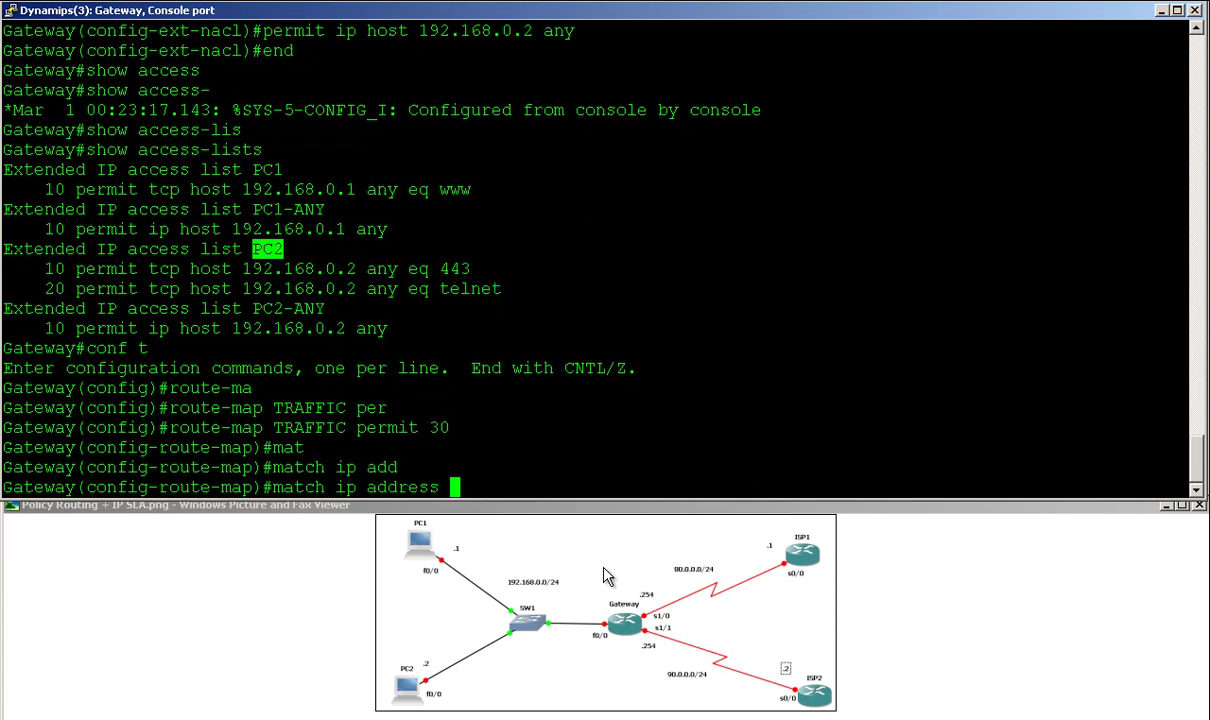 Dynamips(3): Gateway, Console port
Gateway(config-ext-nacl)#permit ip host 192.168.0.2 any
Gateway(config-ext-nacl)#end
Gateway#show access
Gateway#show access-
*Mar  1 00:23:17.143: %SYS-5-CONFIG_I: Configured from console by console
Gateway#show access-lis
Gateway#show access-lists
Extended IP access list PC1
    10 permit tcp host 192.168.0.1 any eq www
Extended IP access list PC1-ANY
    10 permit ip host 192.168.0.1 any
Extended IP access list PC2
    10 permit tcp host 192.168.0.2 any eq 443
    20 permit tcp host 192.168.0.2 any eq telnet
Extended IP access list PC2-ANY
    10 permit ip host 192.168.0.2 any
Gateway#conf t
Enter configuration commands, one per line.  End with CNTL/Z.
Gateway(config)#route-ma
Gateway(config)#route-map TRAFFIC per
Gateway(config)#route-map TRAFFIC permit 30
Gateway(config-route-map)#mat
Gateway(config-route-map)#match ip add
Gateway(config-route-map)#match ip address
Policy Routing + IP SLA.png - Windows Picture and Fax Viewer
PC1
.1
f0/0
192.168.0.0/24
SW1
f0/0
Gateway
.254
s1/0
s1/1
.254
80.0.0.0/24
.1
ISP1
s0/0
90.0.0.0/24
.2
ISP2
s0/0
PC2
.2
f0/0